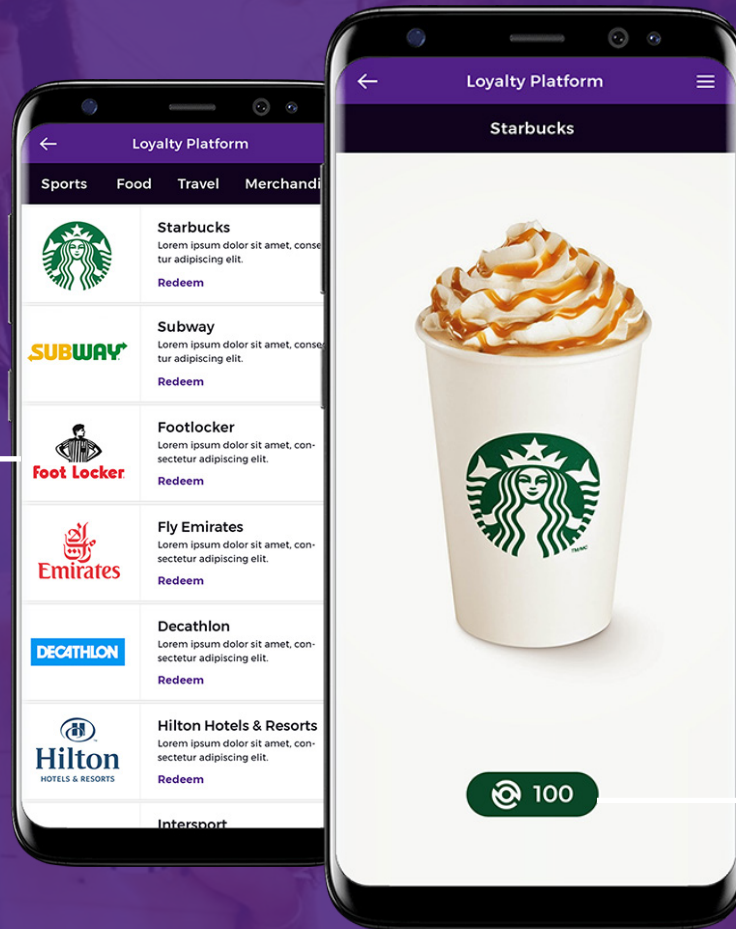 Loyalty Platform
Sports Food Travel Merchandi
Starbucks
Lorem ipsum dolor sit amet, conse
tur adipiscing elit.
Redeem
SUBWAY
Subway
Lorem ipsum dolor sit amet, conse
tur adipiscing elit.
Redeem
Foot Locker
Footlocker
Lorem ipsum dolor sit amet, con-
sectetur adipiscing elit.
Redeem
Emirates
Fly Emirates
Lorem ipsum dolor sit amet, con-
sectetur adipiscing elit.
Redeem
DECATHLON
Decathlon
Lorem ipsum dolor sit amet, con-
sectetur adipiscing elit.
Redeem
H
Hilton
HOTELS & RESORTS
Hilton Hotels & Resorts
Lorem ipsum dolor sit amet, con-
sectetur adipiscing elit.
Redeem
Intersport
Loyalty Platform
Starbucks
100